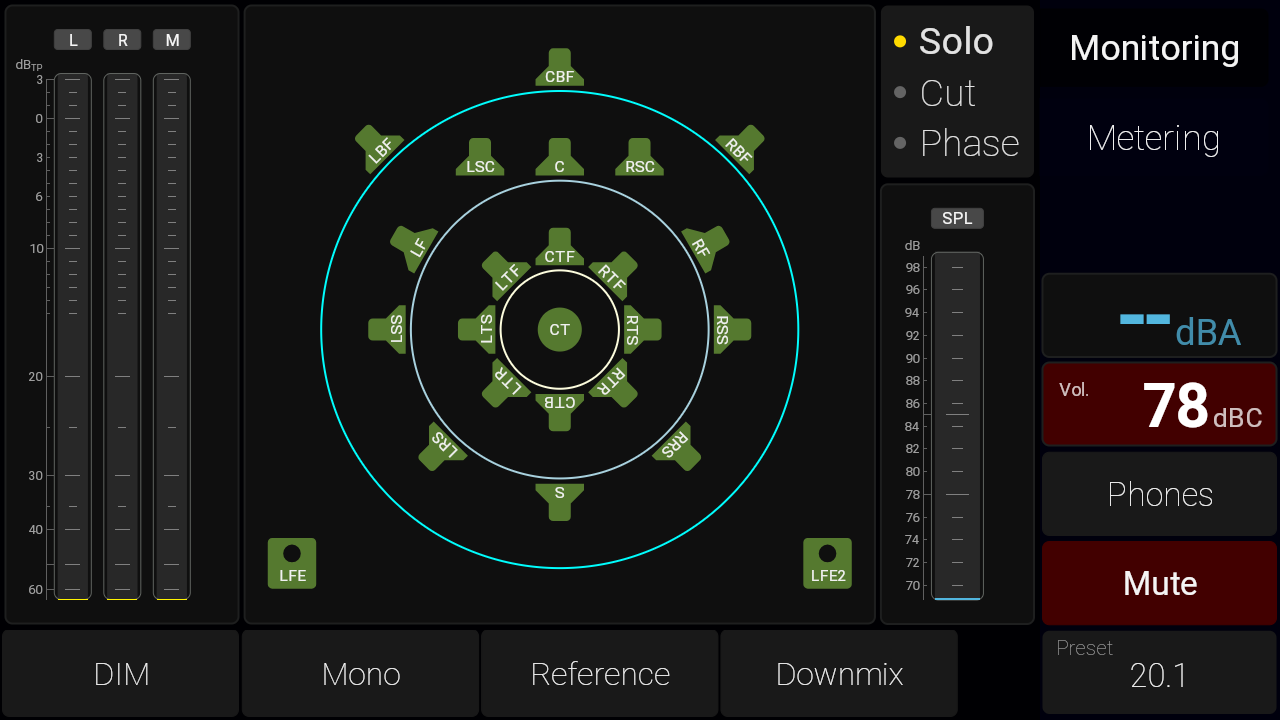 L R M
dBTP
3
0
3
6
10
20
30
40
60
CBF
LBF
RBF
LSC
C
RSC
LF
RF
CTF
LTF
RTF
LSS
LTS
CT
RTS
RSS
LTR
RTR
CTB
LRS
RRS
S
LFE
LFE2
Solo
Cut
Phase
SPL
dB
98
96
94
92
90
88
86
84
82
80
78
76
74
72
70
Monitoring
Metering
-- dBA
Vol. 78 dBC
Phones
Mute
Preset
20.1
DIM
Mono
Reference
Downmix